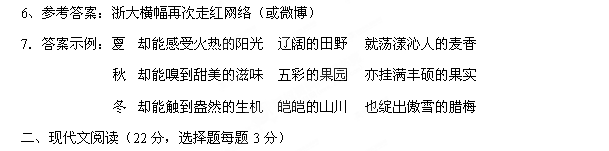 6、参考答案：浙大横幅再次走红网络（或微博）
7．答案示例：夏 却能感受火热的阳光 辽阔的田野 就荡漾沁人的麦香
秋 却能嗅到甜美的滋味 五彩的果园 亦挂满丰硕的果实
冬 却能触到盎然的生机 皑皑的山川 也绽出傲雪的腊梅
二、现代文阅读（22分，选择题每题 3 分）